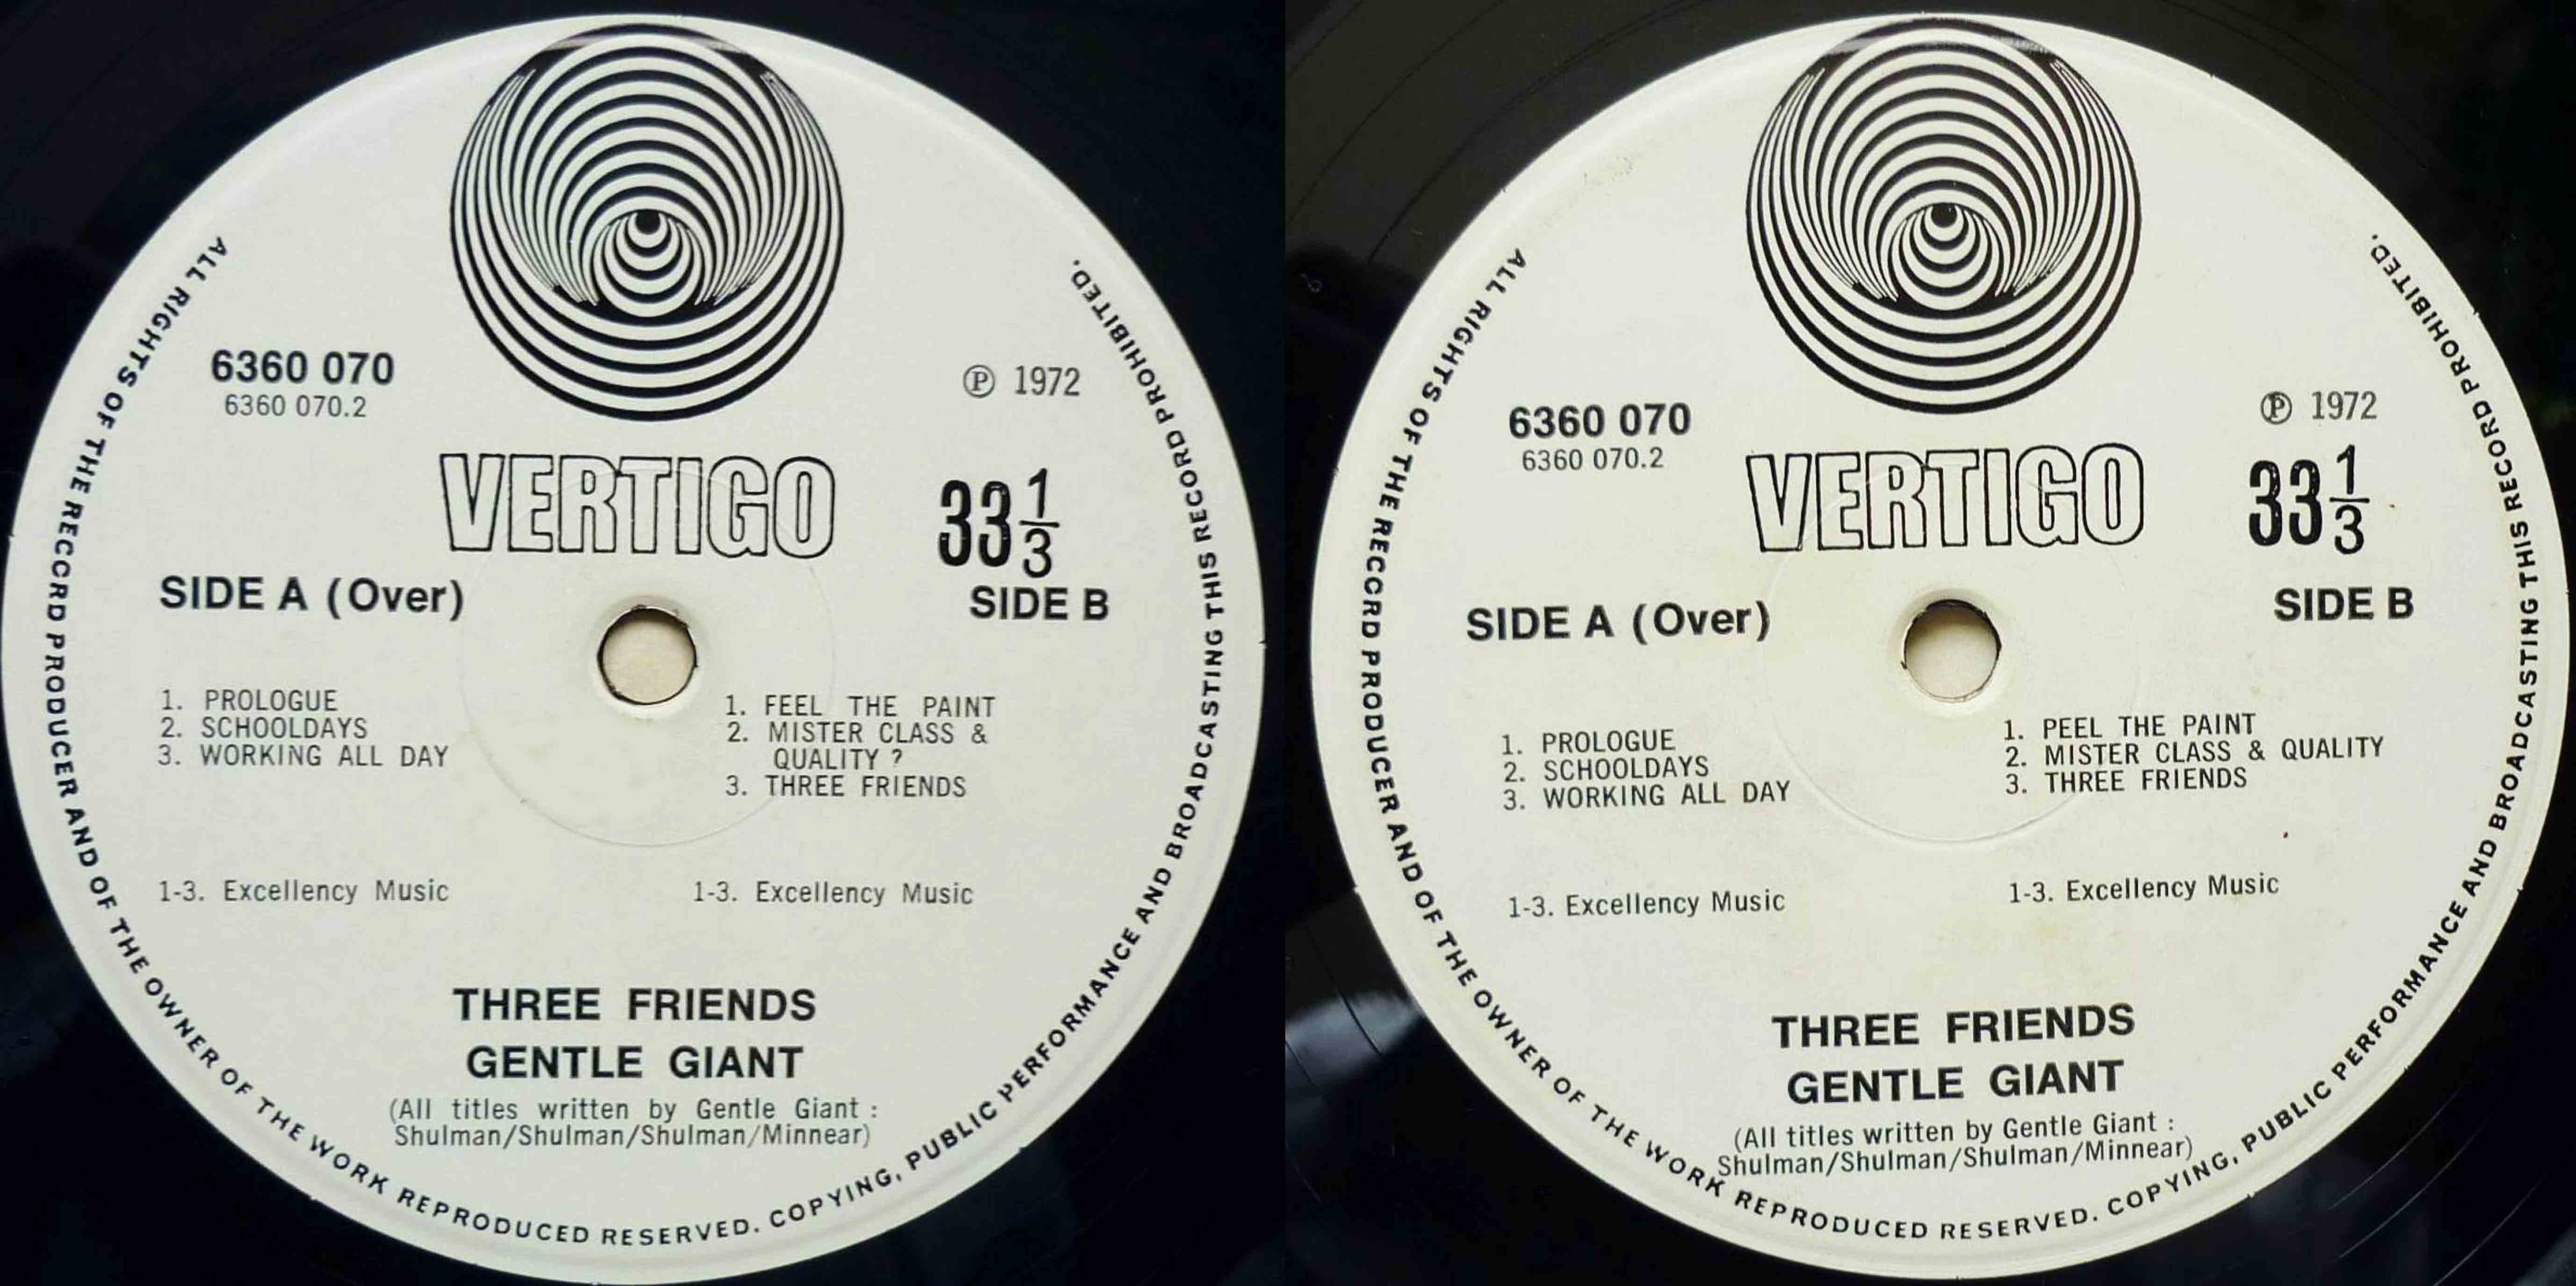 6360 070
6360 070.2
℗ 1972
VERTIGO
33 1/3
SIDE A (Over)
SIDE B
1. PROLOGUE
2. SCHOOLDAYS
3. WORKING ALL DAY
1. FEEL THE PAINT
2. MISTER CLASS &
QUALITY ?
3. THREE FRIENDS
1-3. Excellency Music
1-3. Excellency Music
THREE FRIENDS
GENTLE GIANT
(All titles written by Gentle Giant :
Shulman/Shulman/Shulman/Minnear)
ALL RIGHTS OF THE RECCRD PRODUCER AND OF THE OWNER OF THE WORK REPRODUCED RESERVED. COPYING, PUBLIC PERFORMANCE AND BROADCASTING THIS RECORD PROHIBITED.
6360 070
6360 070.2
℗ 1972
VERTIGO
33 1/3
SIDE A (Over)
SIDE B
1. PROLOGUE
2. SCHOOLDAYS
3. WORKING ALL DAY
1. PEEL THE PAINT
2. MISTER CLASS & QUALITY
3. THREE FRIENDS
1-3. Excellency Music
1-3. Excellency Music
THREE FRIENDS
GENTLE GIANT
(All titles written by Gentle Giant :
Shulman/Shulman/Shulman/Minnear)
ALL RIGHTS OF THE RECCRD PRODUCER AND OF THE OWNER OF THE WORK REPRODUCED RESERVED. COPYING, PUBLIC PERFORMANCE AND BROADCASTING THIS RECORD PROHIBITED.